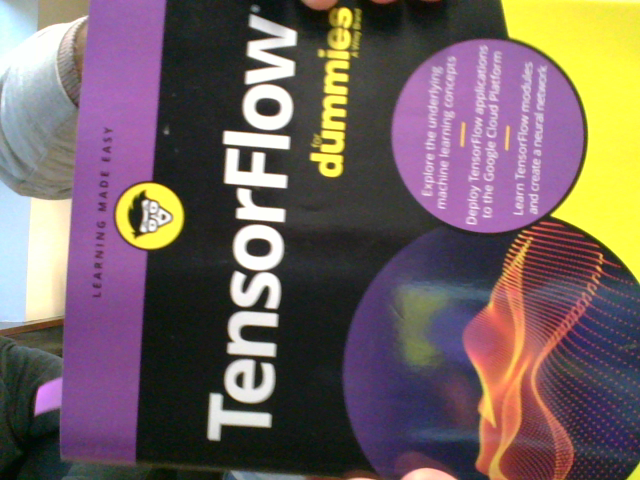 LEARNING MADE EASY
TensorFlow®
for
dummies
A Wiley Brand
Explore the underlying
machine learning concepts
Deploy TensorFlow applications
to the Google Cloud Platform
Learn TensorFlow modules
and create a neural network